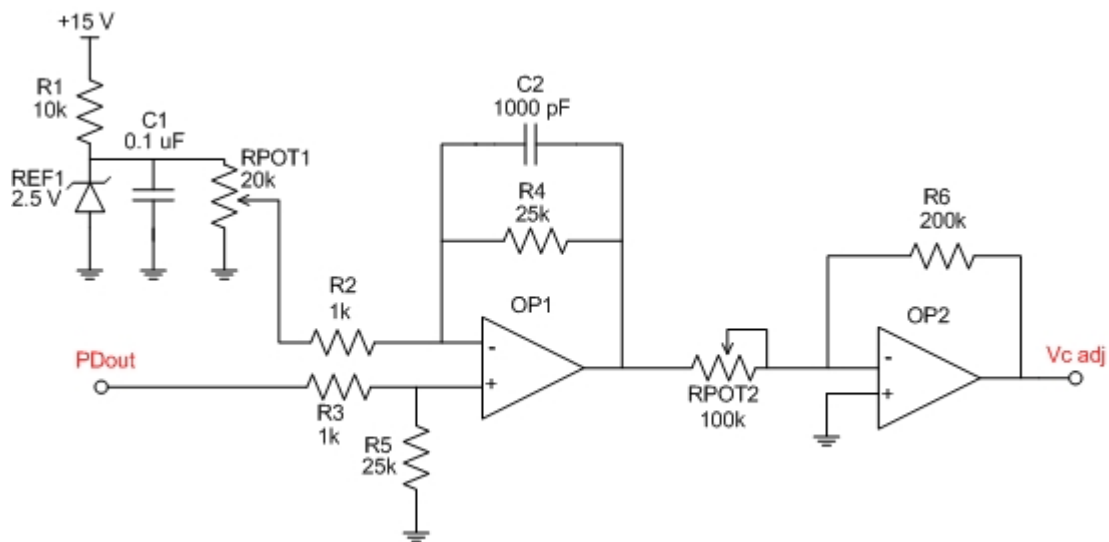 +15 V
R1
10k
C1
0.1 uF
REF1
2.5 V
RPOT1
20k
C2
1000 pF
R4
25k
R6
200k
R2
1k
OP1
-
+
PDout
R3
1k
R5
25k
RPOT2
100k
OP2
-
+
Vc adj